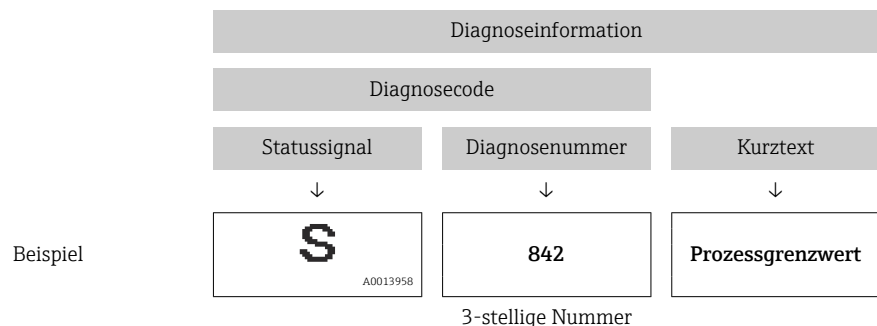 Diagnoseinformation
Diagnosecode
Statussignal Diagnosenummer Kurztext
↓ ↓ ↓
Beispiel S 842 Prozessgrenzwert
A0013958
3-stellige Nummer